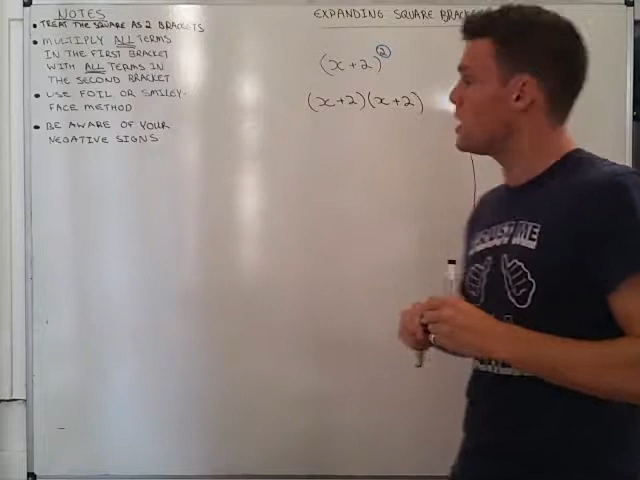 NOTES
• TREAT THE SQUARE AS 2 BRACKETS
• MULTIPLY ALL TERMS
IN THE FIRST BRACKET
WITH ALL TERMS IN
THE SECOND BRACKET
• USE FOIL OR SMILEY-
FACE METHOD
• BE AWARE OF YOUR
NEGATIVE SIGNS
EXPANDING SQUARE BRACKE
(x+2)²
(x+2)(x+2)